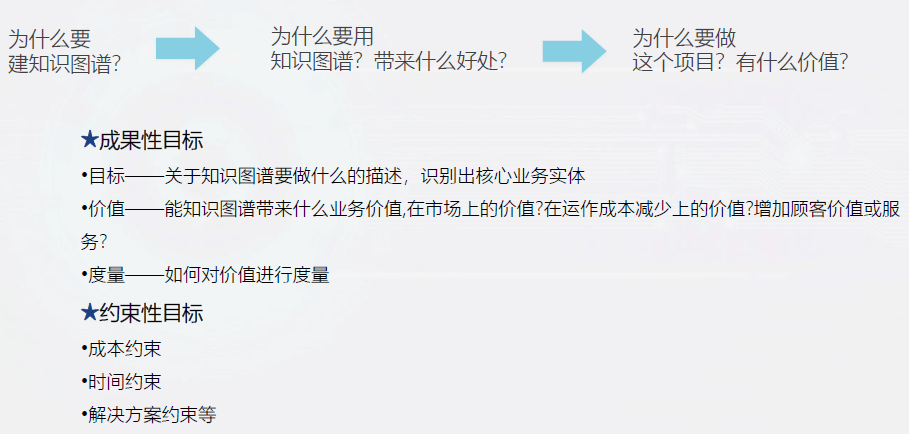 为什么要
建知识图谱？
为什么要用
知识图谱？带来什么好处？
为什么要做
这个项目？有什么价值？
★成果性目标
•目标——关于知识图谱要做什么的描述，识别出核心业务实体
•价值——能知识图谱带来什么业务价值,在市场上的价值?在运作成本减少上的价值?增加顾客价值或服
务?
•度量——如何对价值进行度量
★约束性目标
•成本约束
•时间约束
•解决方案约束等